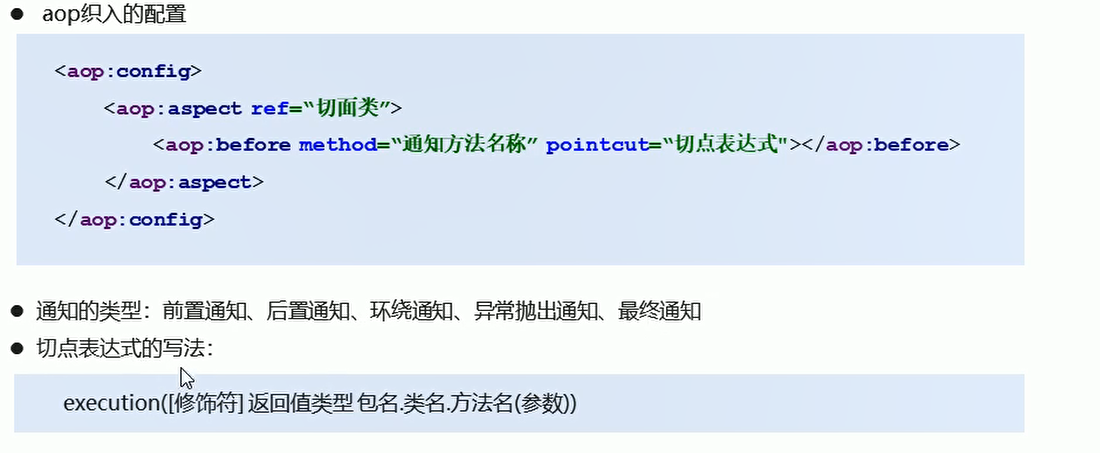 ● aop织入的配置
<aop:config>
<aop:aspect ref=“切面类”>
<aop:before method=“通知方法名称” pointcut=“切点表达式"></aop:before>
</aop:aspect>
</aop:config>
● 通知的类型：前置通知、后置通知、环绕通知、异常抛出通知、最终通知
● 切点表达式的写法：
execution([修饰符] 返回值类型 包名.类名.方法名(参数))